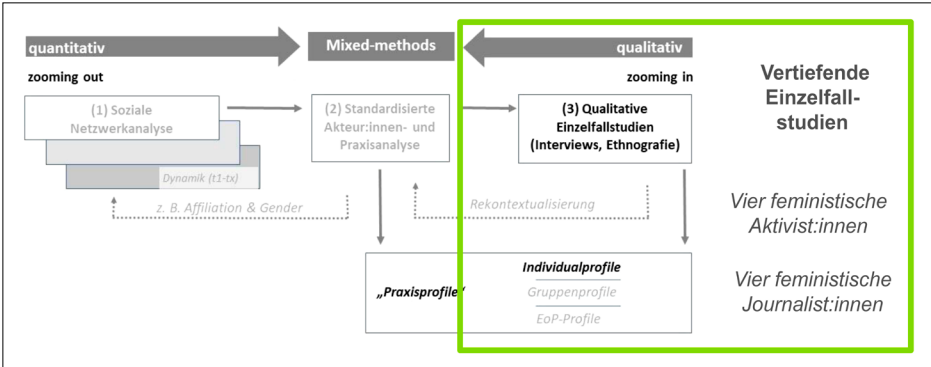 quantitativ
Mixed-methods
qualitativ
zooming out
zooming in
(1) Soziale
Netzwerkanalyse
Dynamik (t1-tx)
(2) Standardisierte
Akteur:innen- und
Praxisanalyse
(3) Qualitative
Einzelfallstudien
(Interviews, Ethnografie)
z. B. Affiliation & Gender
Rekontextualisierung
„Praxisprofile“
Individualprofile
Gruppenprofile
EoP-Profile
Vertiefende
Einzelfall-
studien
Vier feministische
Aktivist:innen
Vier feministische
Journalist:innen